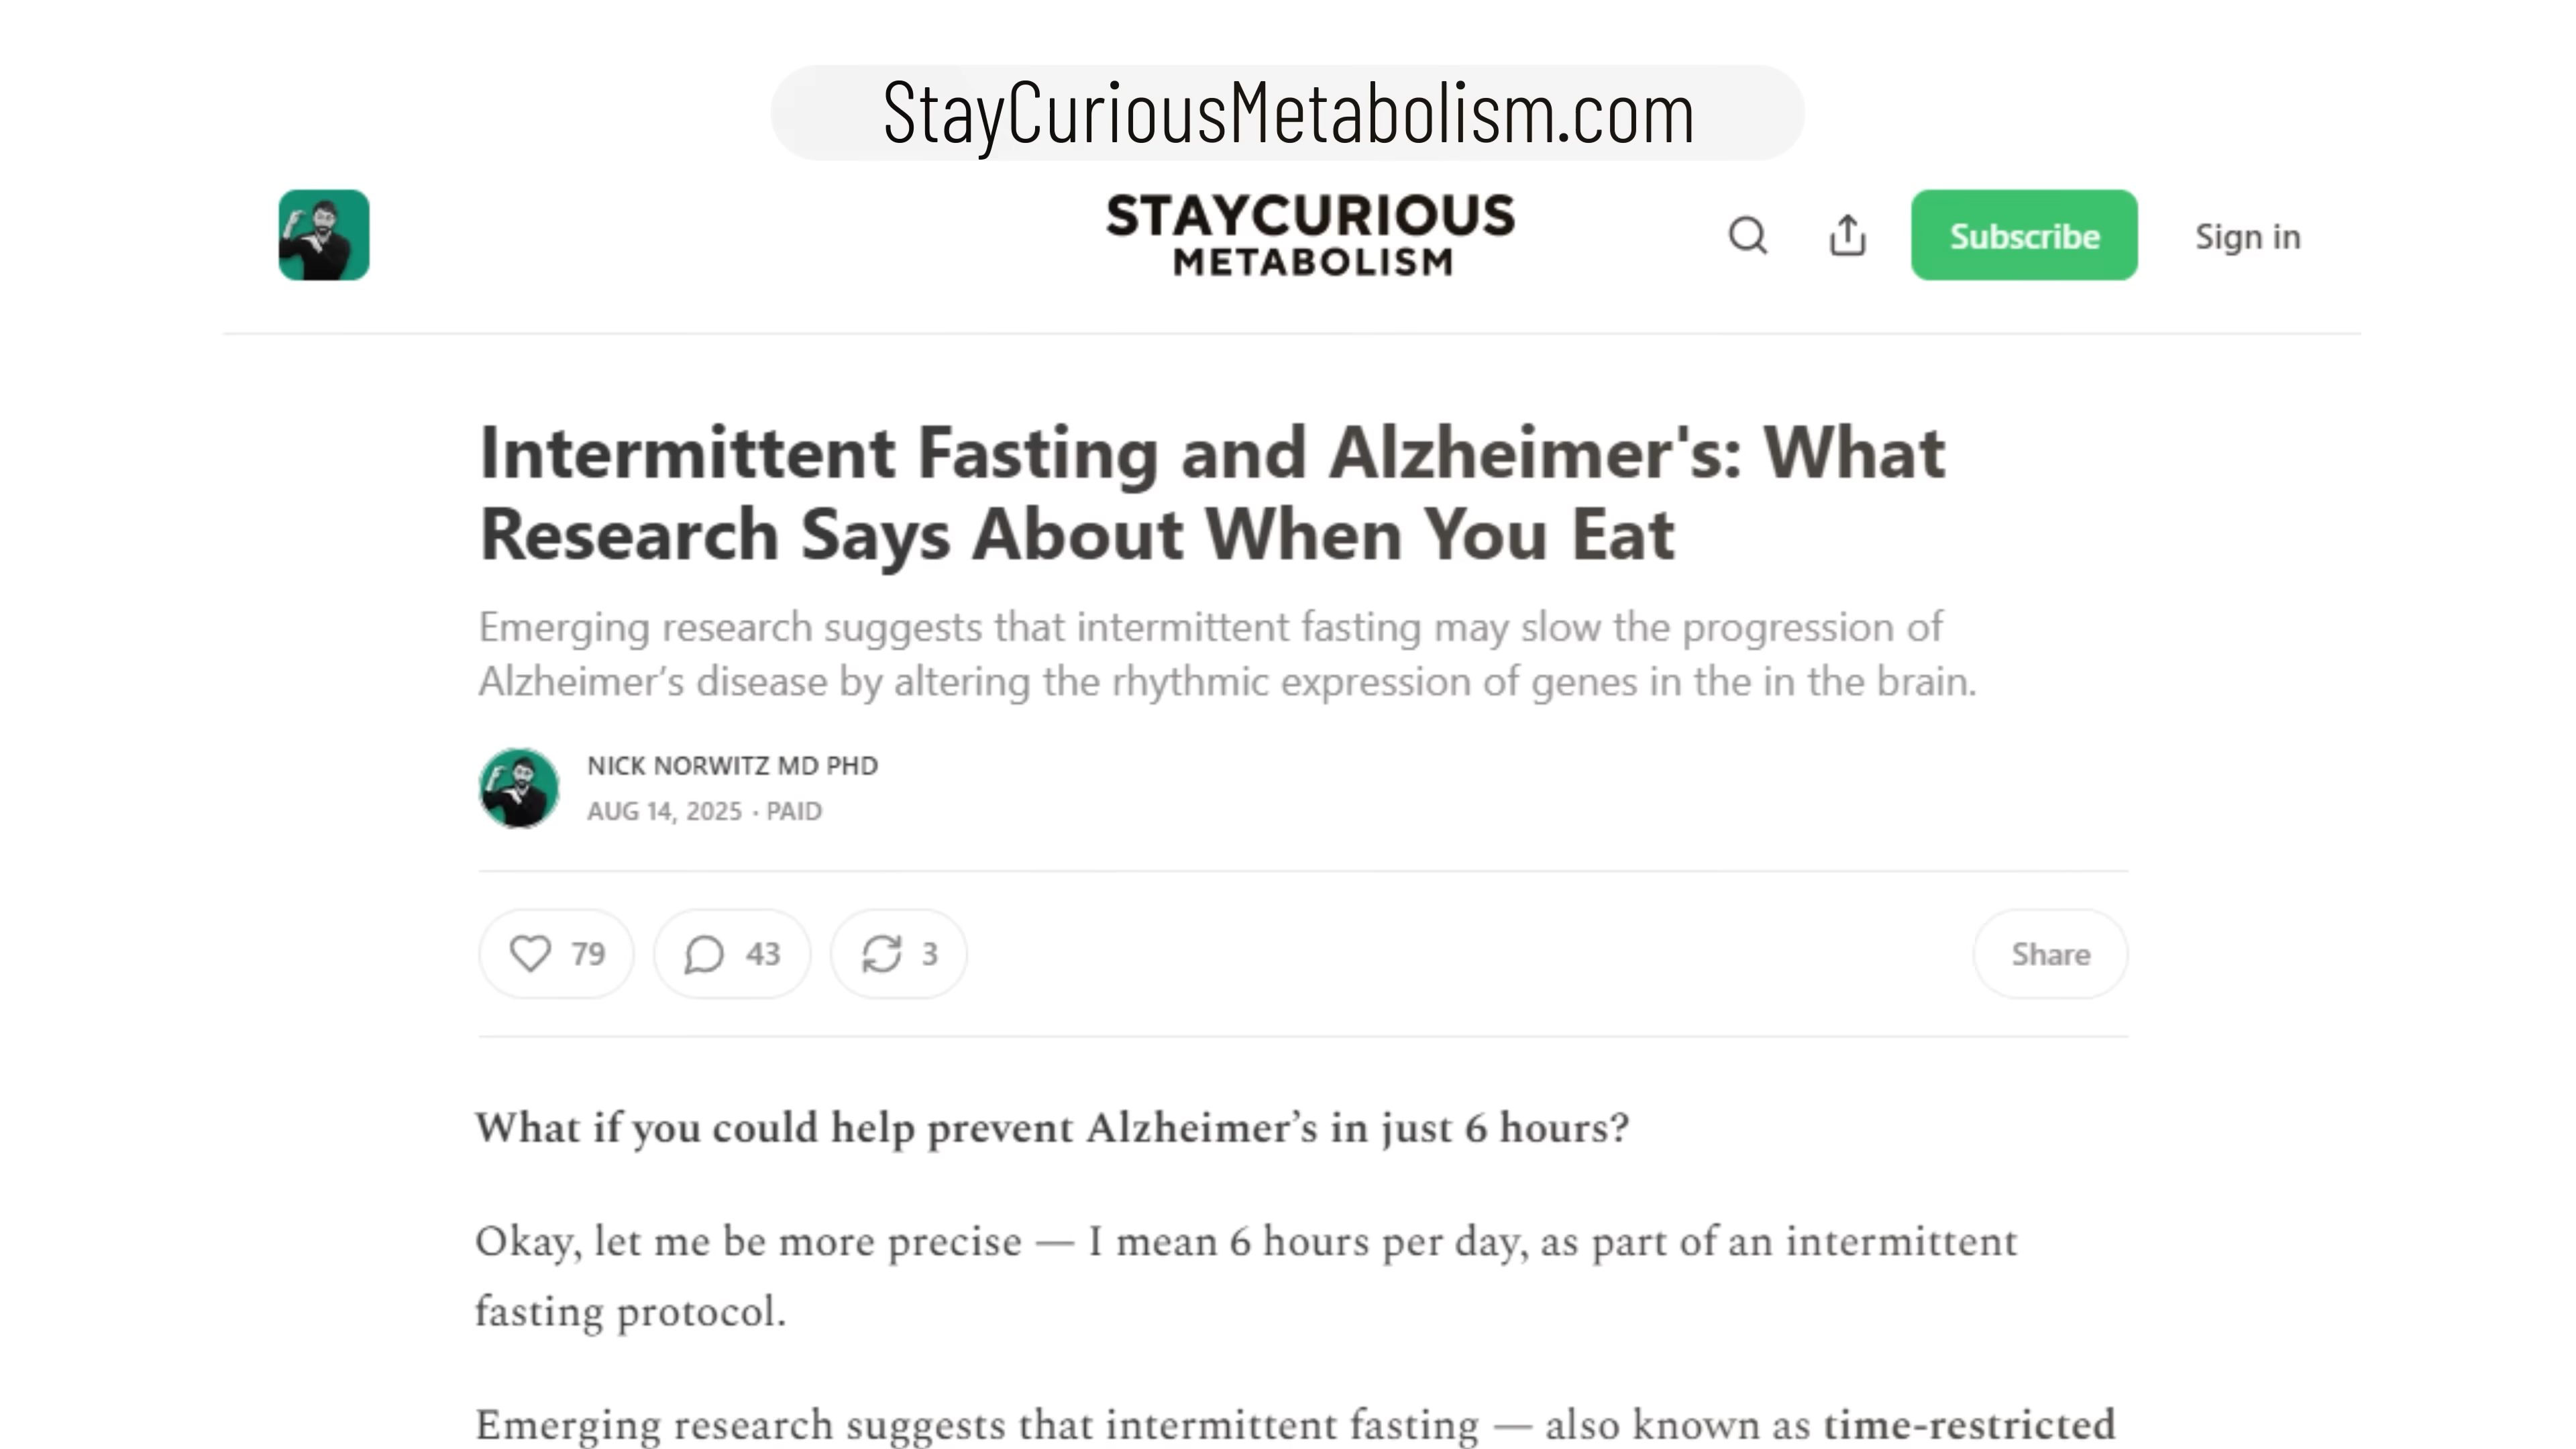 StayCuriousMetabolism.com
STAYCURIOUS
METABOLISM
Subscribe
Sign in
Intermittent Fasting and Alzheimer's: What
Research Says About When You Eat
Emerging research suggests that intermittent fasting may slow the progression of
Alzheimer’s disease by altering the rhythmic expression of genes in the in the brain.
NICK NORWITZ MD PHD
AUG 14, 2025 · PAID
79
43
3
Share
What if you could help prevent Alzheimer’s in just 6 hours?
Okay, let me be more precise — I mean 6 hours per day, as part of an intermittent
fasting protocol.
Emerging research suggests that intermittent fasting — also known as time-restricted